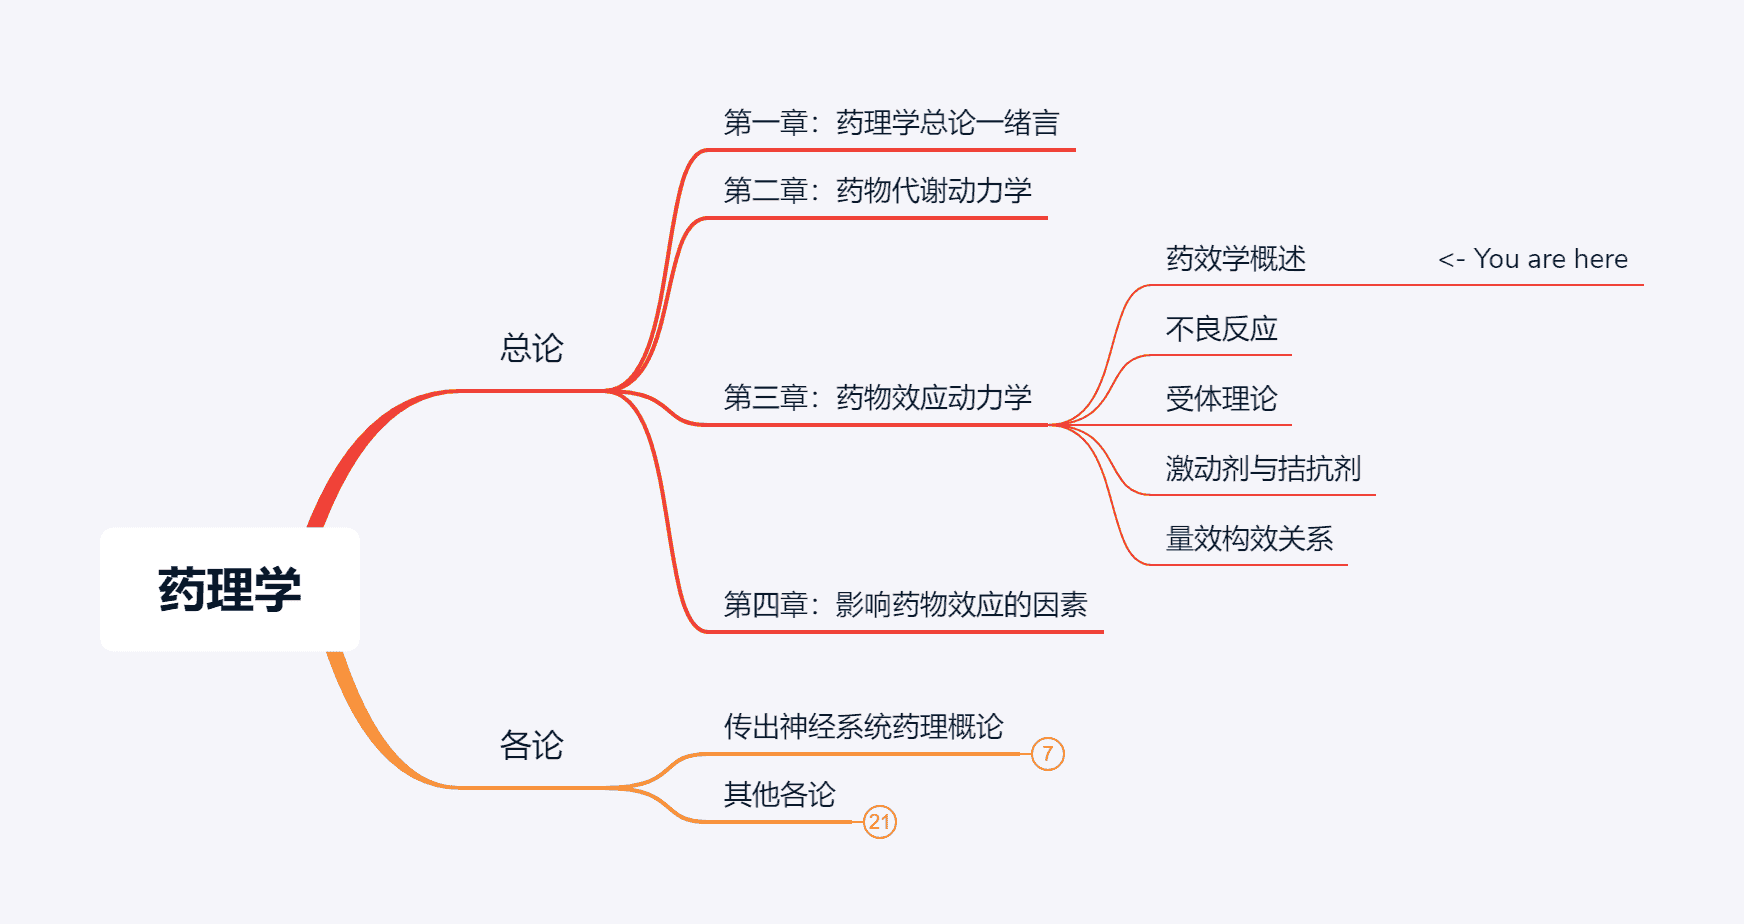 药理学
总论
第一章：药理学总论一绪言
第二章：药物代谢动力学
第三章：药物效应动力学
药效学概述 <- You are here
不良反应
受体理论
激动剂与拮抗剂
量效构效关系
第四章：影响药物效应的因素
各论
传出神经系统药理概论 7
其他各论 21